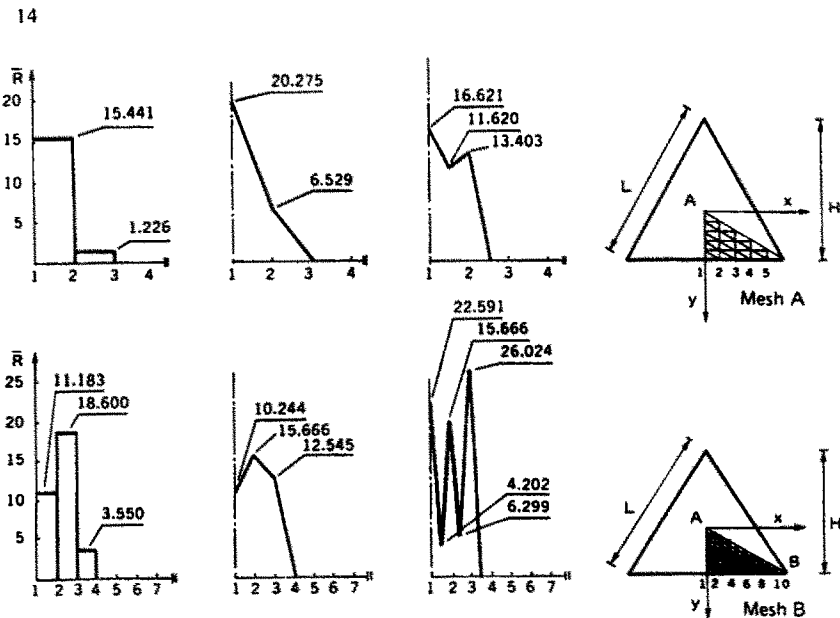 14
R
20
15
10
5
15.441
1.226
1 2 3 4
20.275
6.529
1 2 3 4
16.621
11.620
13.403
1 2 3 4
L
H
A
x
1 2 3 4 5
y
Mesh A
R
25
20
15
10
5
11.183
18.600
3.550
1 2 3 4 5 6 7
10.244
15.666
12.545
1 2 3 4 5 6 7
22.591
15.666
26.024
4.202
6.299
1 2 3 4 5 6 7
L
H
A
x
B
1 2 4 6 8 10
y
Mesh B